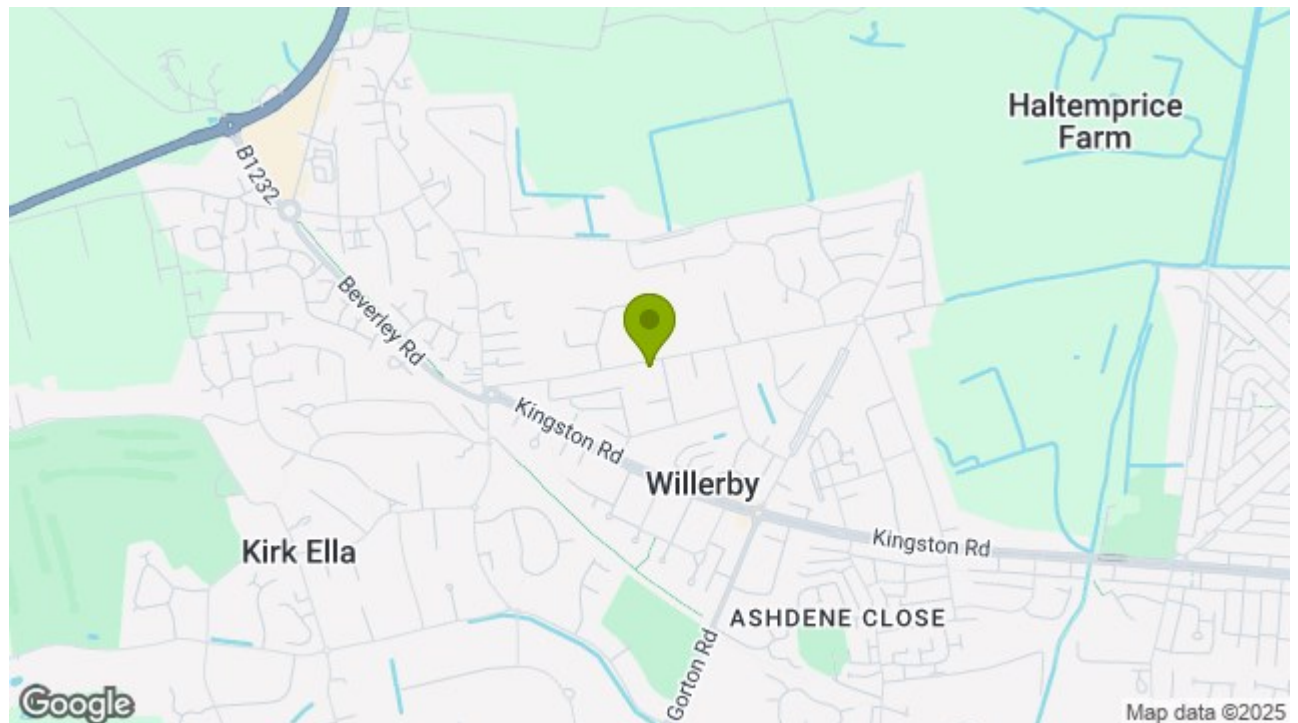 Haltemprice
Farm
B1232
Beverley Rd
Kingston Rd
Willerby
Kingston Rd
Kirk Ella
ASHDENE CLOSE
Gorton Rd
Google
Map data ©2025